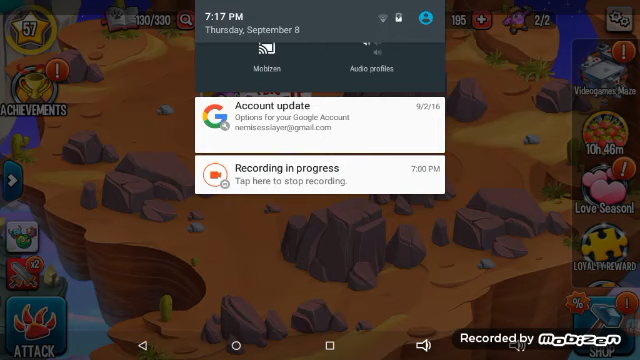 7:17 PM
Thursday, September 8
57
130/330
195
2/2
Mobizen
Audio profiles
ACHIEVEMENTS
Videogames Maze
Account update
9/2/16
Options for your Google Account
nemisesslayer@gmail.com
10h,46m
Recording in progress
7:00 PM
Tap here to stop recording.
Love Season!
x2
LOYALTY REWARD
%
ATTACK
SHOP
Recorded by Mobizen